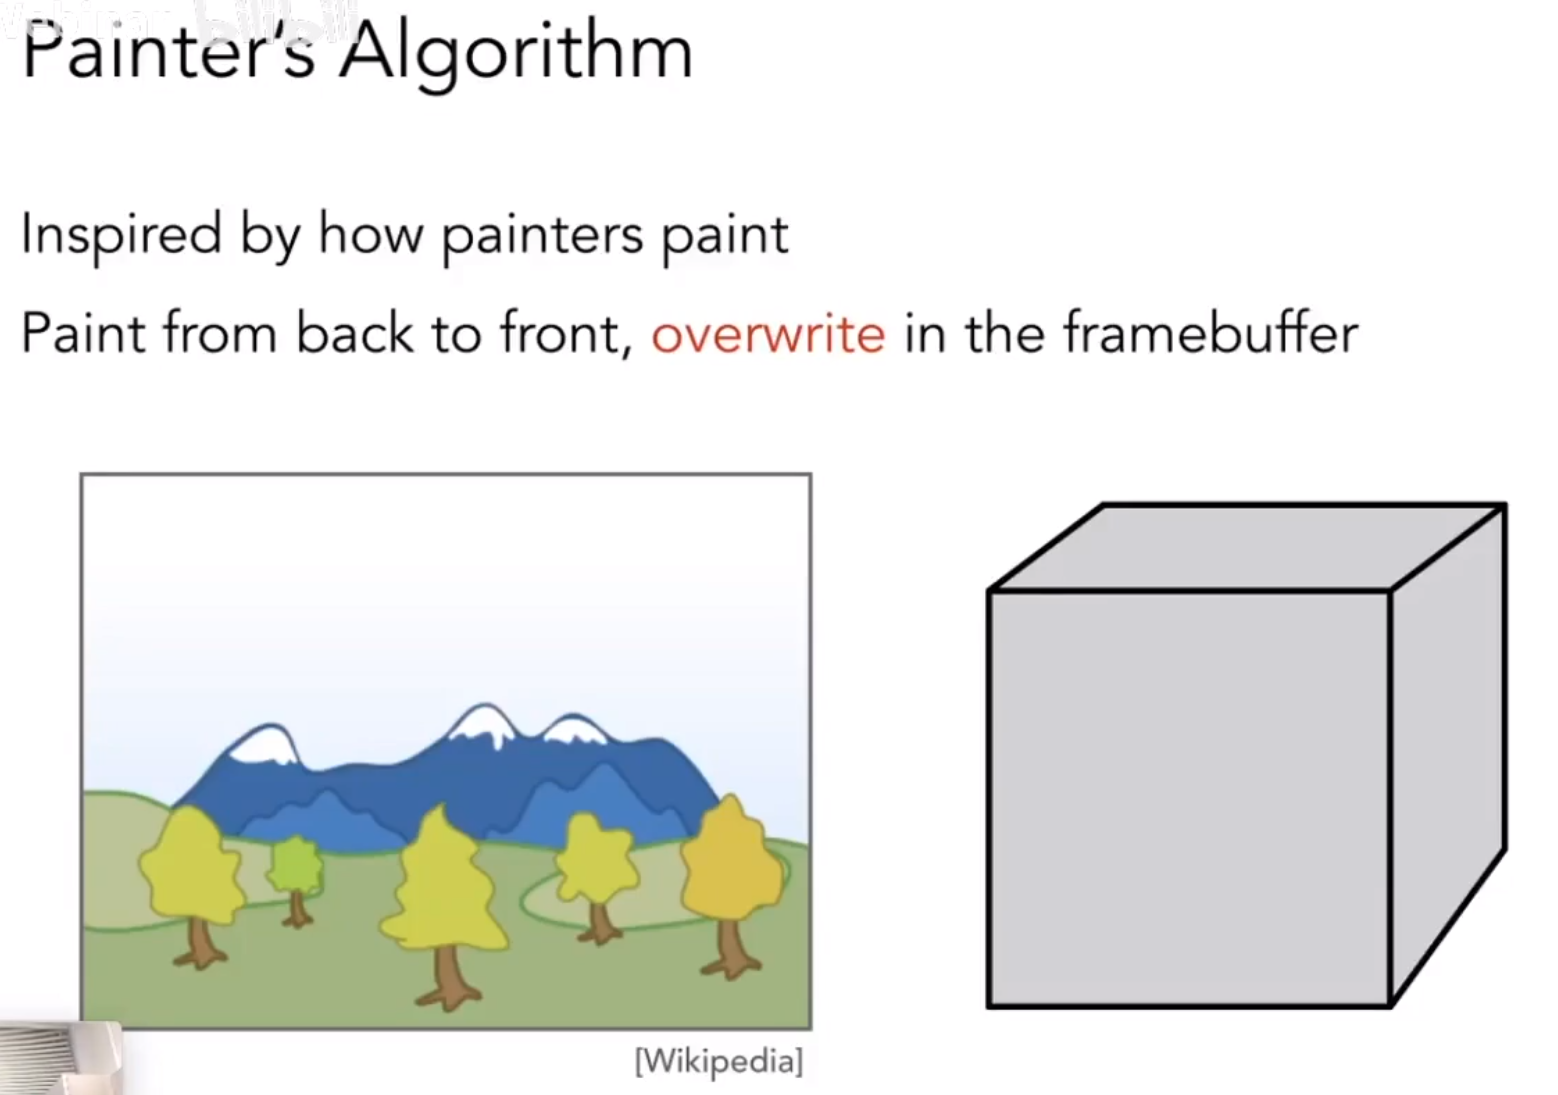 Painter's Algorithm
Inspired by how painters paint
Paint from back to front, overwrite in the framebuffer
[Wikipedia]